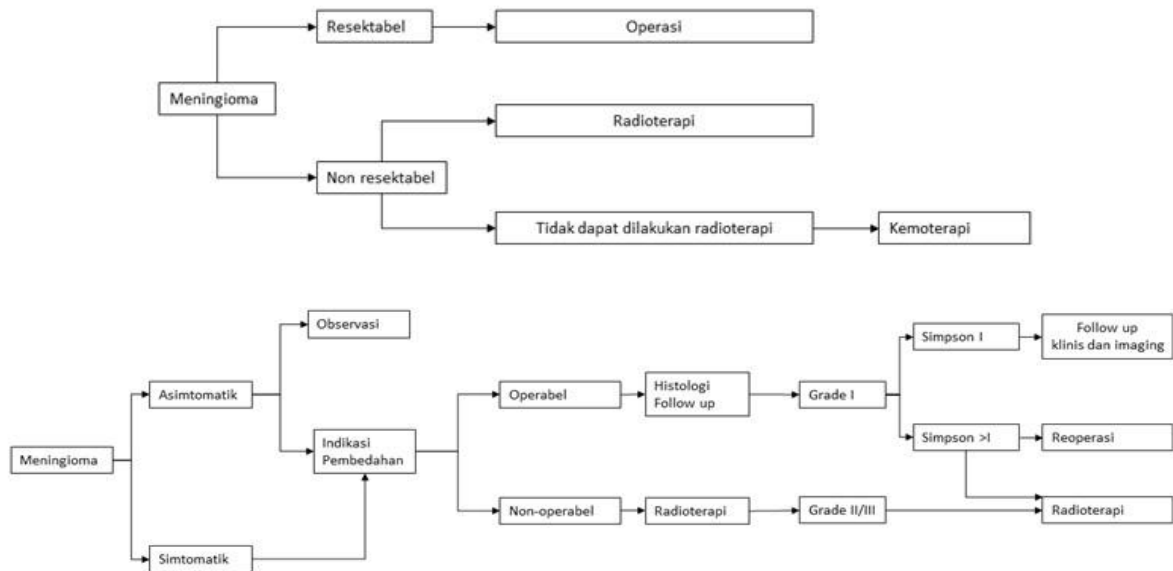 Resektabel
Operasi
Meningioma
Radioterapi
Non resektabel
Tidak dapat dilakukan radioterapi
Kemoterapi
Observasi
Simpson I
Follow up
klinis dan imaging
Asimtomatik
Operabel
Histologi
Follow up
Grade I
Meningioma
Indikasi
Pembedahan
Simpson >I
Reoperasi
Non-operabel
Radioterapi
Grade II/III
Radioterapi
Simtomatik